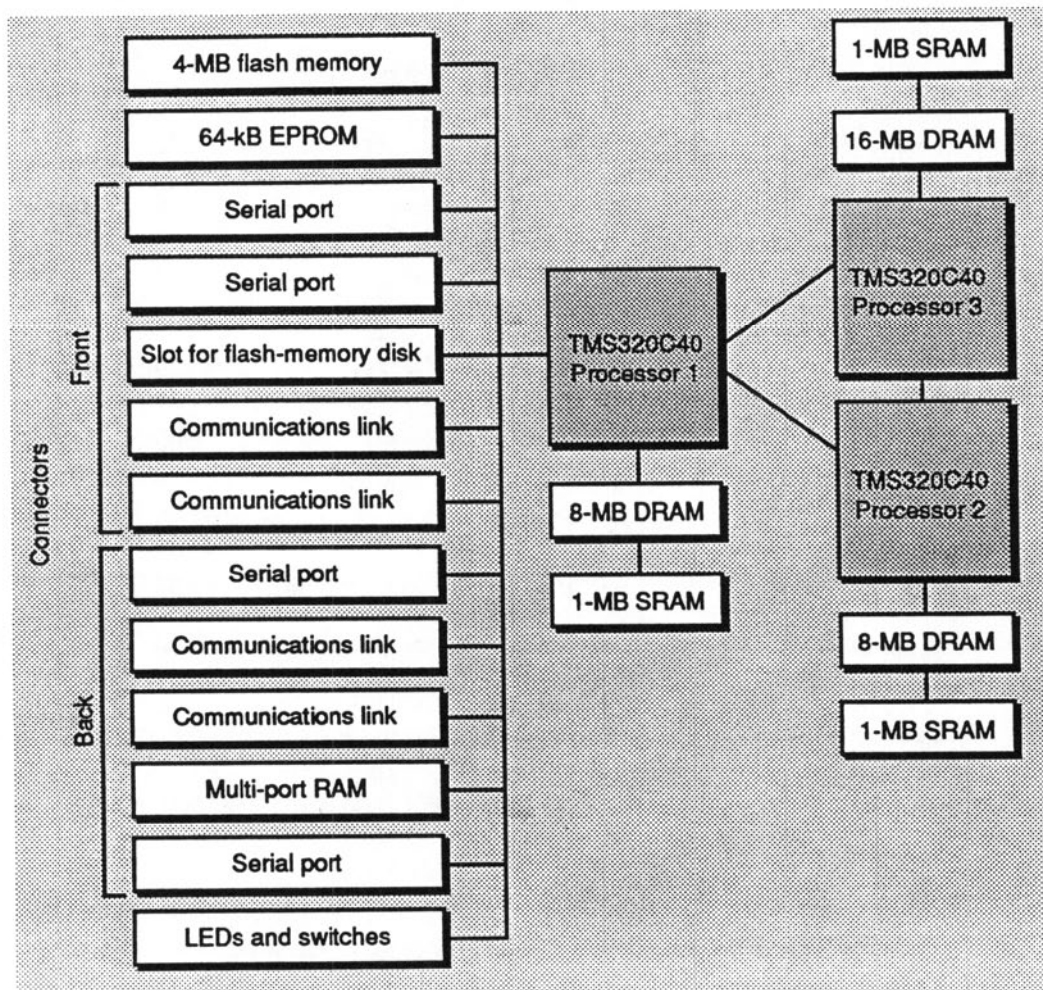 4-MB flash memory
64-kB EPROM
Serial port
Serial port
Slot for flash-memory disk
Communications link
Communications link
Serial port
Communications link
Communications link
Multi-port RAM
Serial port
LEDs and switches
Connectors
Front
Back
TMS320C40
Processor 1
8-MB DRAM
1-MB SRAM
1-MB SRAM
16-MB DRAM
TMS320C40
Processor 3
TMS320C40
Processor 2
8-MB DRAM
1-MB SRAM